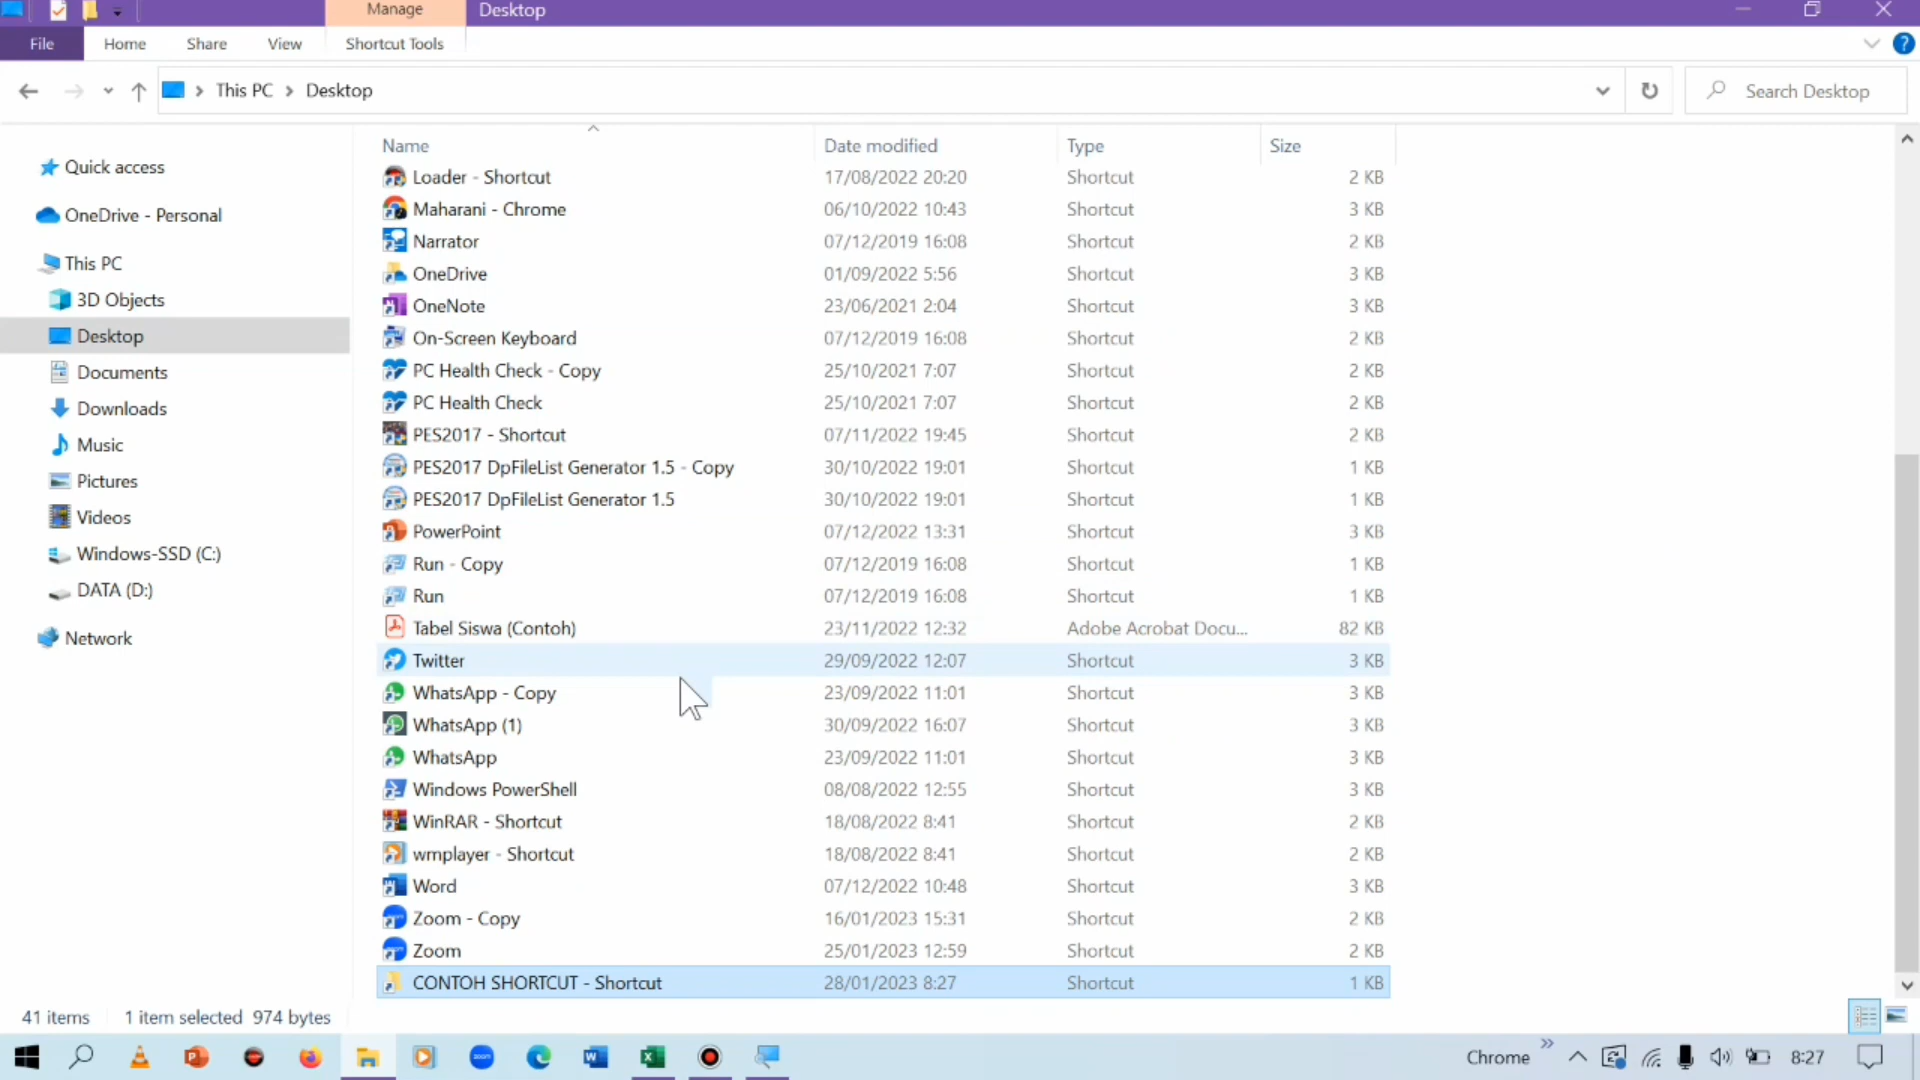 Manage Desktop
File Home Share View Shortcut Tools
This PC Desktop Search Desktop
Name Date modified Type Size
Quick access
OneDrive - Personal
This PC
3D Objects
Desktop
Documents
Downloads
Music
Pictures
Videos
Windows-SSD (C:)
DATA (D:)
Network
Loader - Shortcut 17/08/2022 20:20 Shortcut 2 KB
Maharani - Chrome 06/10/2022 10:43 Shortcut 3 KB
Narrator 07/12/2019 16:08 Shortcut 2 KB
OneDrive 01/09/2022 5:56 Shortcut 3 KB
OneNote 23/06/2021 2:04 Shortcut 3 KB
On-Screen Keyboard 07/12/2019 16:08 Shortcut 2 KB
PC Health Check - Copy 25/10/2021 7:07 Shortcut 2 KB
PC Health Check 25/10/2021 7:07 Shortcut 2 KB
PES2017 - Shortcut 07/11/2022 19:45 Shortcut 2 KB
PES2017 DpFileList Generator 1.5 - Copy 30/10/2022 19:01 Shortcut 1 KB
PES2017 DpFileList Generator 1.5 30/10/2022 19:01 Shortcut 1 KB
PowerPoint 07/12/2022 13:31 Shortcut 3 KB
Run - Copy 07/12/2019 16:08 Shortcut 1 KB
Run 07/12/2019 16:08 Shortcut 1 KB
Tabel Siswa (Contoh) 23/11/2022 12:32 Adobe Acrobat Docu... 82 KB
Twitter 29/09/2022 12:07 Shortcut 3 KB
WhatsApp - Copy 23/09/2022 11:01 Shortcut 3 KB
WhatsApp (1) 30/09/2022 16:07 Shortcut 3 KB
WhatsApp 23/09/2022 11:01 Shortcut 3 KB
Windows PowerShell 08/08/2022 12:55 Shortcut 3 KB
WinRAR - Shortcut 18/08/2022 8:41 Shortcut 2 KB
wmplayer - Shortcut 18/08/2022 8:41 Shortcut 2 KB
Word 07/12/2022 10:48 Shortcut 3 KB
Zoom - Copy 16/01/2023 15:31 Shortcut 2 KB
Zoom 25/01/2023 12:59 Shortcut 2 KB
CONTOH SHORTCUT - Shortcut 28/01/2023 8:27 Shortcut 1 KB
41 items 1 item selected 974 bytes
zoom Chrome 8:27